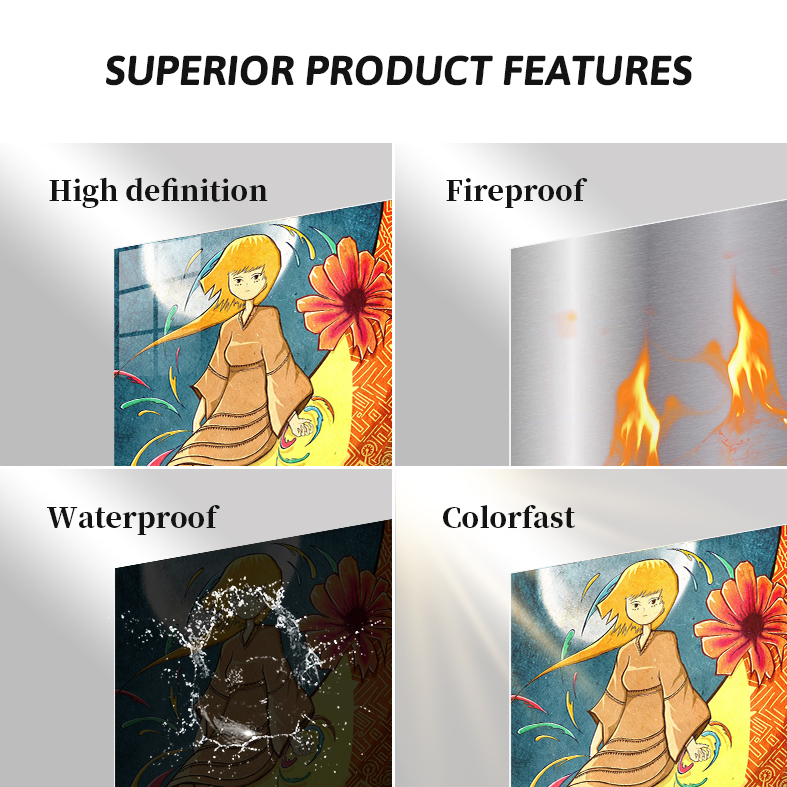 SUPERIOR PRODUCT FEATURES
High definition
Fireproof
Waterproof
Colorfast